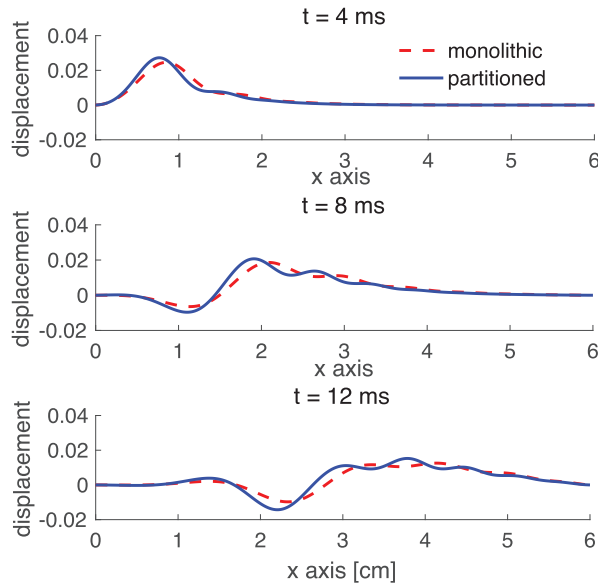 t = 4 ms
0.04
0.02
0
-0.02
displacement
monolithic
partitioned
0 1 2 3 4 5 6
x axis
t = 8 ms
0.04
0.02
0
-0.02
displacement
0 1 2 3 4 5 6
x axis
t = 12 ms
0.04
0.02
0
-0.02
displacement
0 1 2 3 4 5 6
x axis [cm]